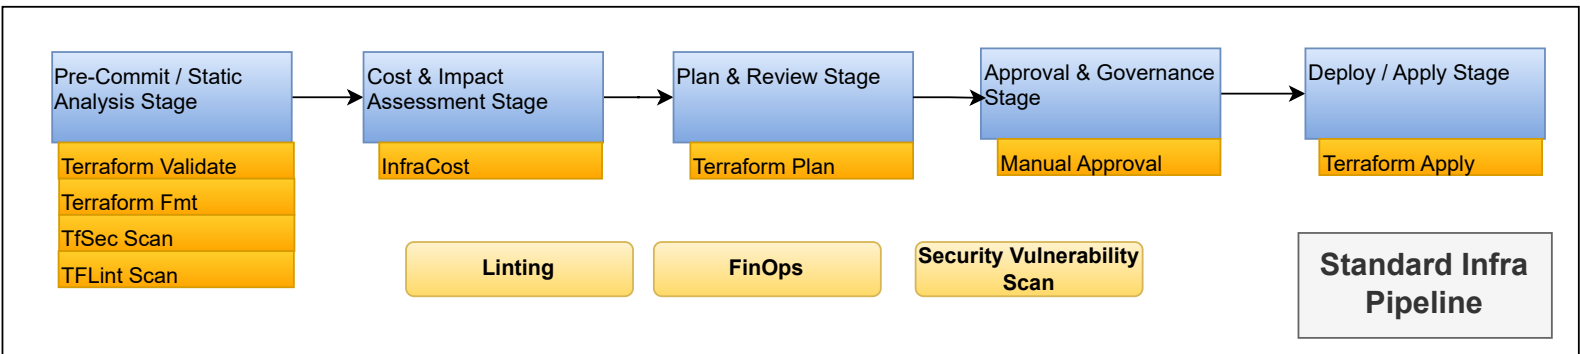 Pre-Commit / Static
Analysis Stage
Terraform Validate
Terraform Fmt
TfSec Scan
TFLint Scan
Cost & Impact
Assessment Stage
InfraCost
Plan & Review Stage
Terraform Plan
Approval & Governance
Stage
Manual Approval
Deploy / Apply Stage
Terraform Apply
Linting
FinOps
Security Vulnerability
Scan
Standard Infra
Pipeline